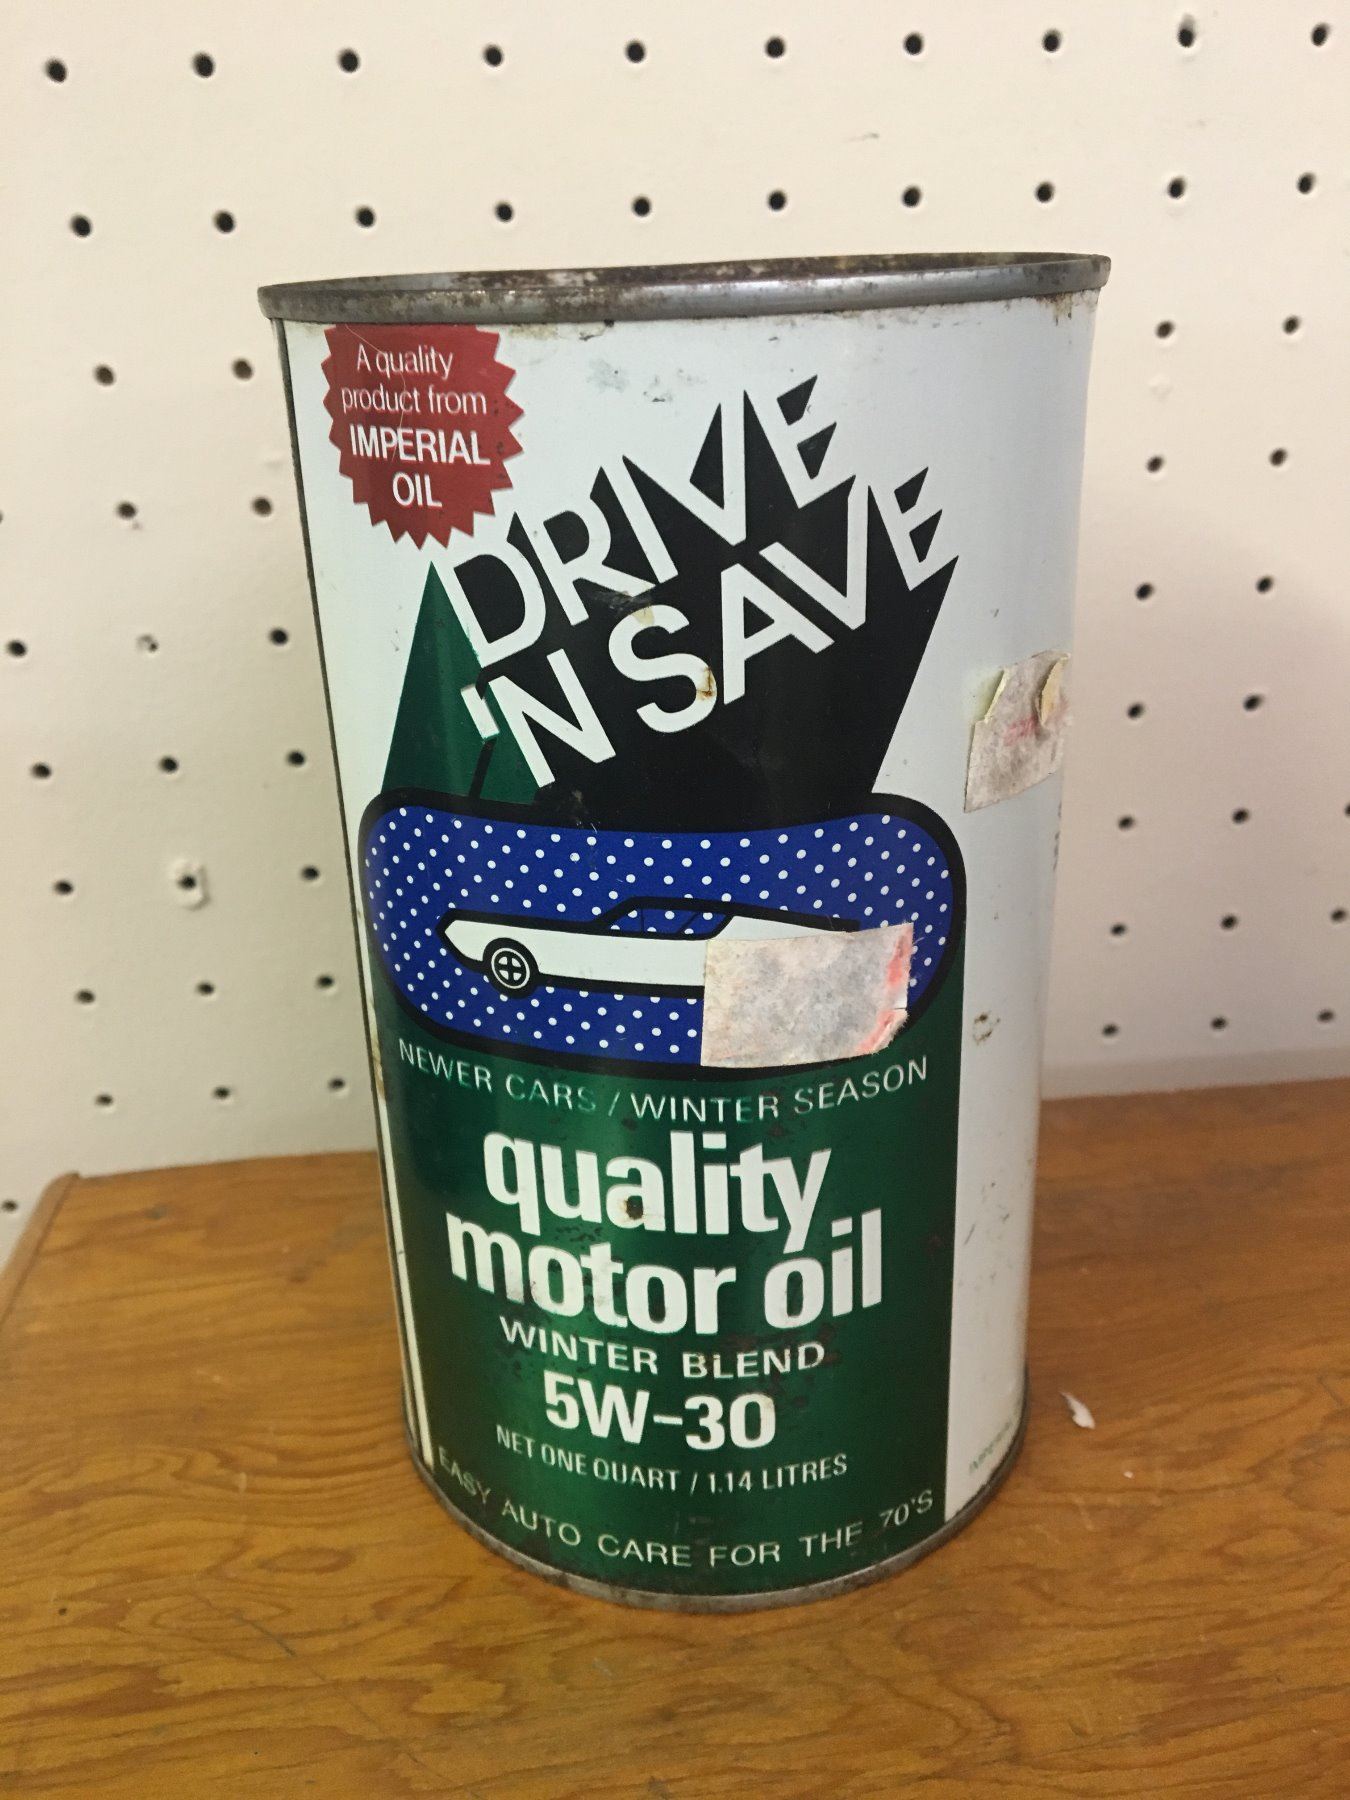 A quality
product from
IMPERIAL
OIL
DRIVE
'N SAVE
NEWER CARS / WINTER SEASON
quality
motor oil
WINTER BLEND
5W-30
NET ONE QUART / 1.14 LITRES
EASY AUTO CARE FOR THE 70'S